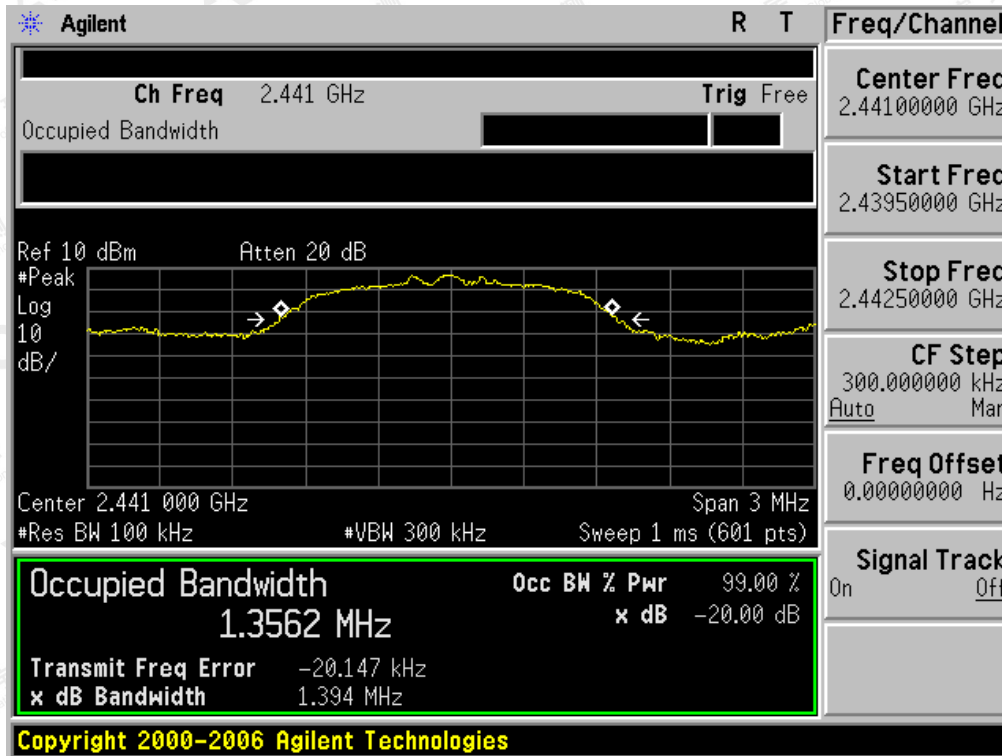 Agilent
R T
Freq/Channel
Ch Freq 2.441 GHz
Trig Free
Occupied Bandwidth
Center Freq
2.44100000 GHz
Start Freq
2.43950000 GHz
Stop Freq
2.44250000 GHz
CF Step
300.000000 kHz
Auto Man
Freq Offset
0.00000000 Hz
Signal Track
On Off
Ref 10 dBm
Atten 20 dB
#Peak
Log
10
dB/
Center 2.441 000 GHz
Span 3 MHz
#Res BW 100 kHz
#VBW 300 kHz
Sweep 1 ms (601 pts)
Occupied Bandwidth
1.3562 MHz
Occ BW % Pwr 99.00 %
x dB -20.00 dB
Transmit Freq Error -20.147 kHz
x dB Bandwidth 1.394 MHz
Copyright 2000-2006 Agilent Technologies